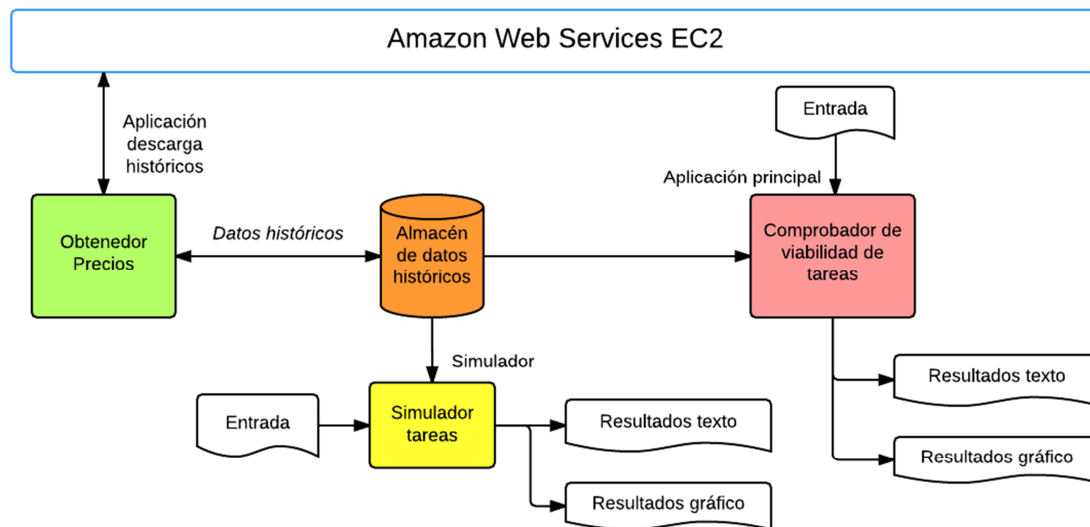 Amazon Web Services EC2
Entrada
Aplicación
descarga
históricos
Aplicación principal
Obtenedor
Precios
Datos históricos
Almacén
de datos
históricos
Comprobador de
viabilidad de
tareas
Simulador
Entrada
Simulador
tareas
Resultados texto
Resultados gráfico
Resultados texto
Resultados gráfico